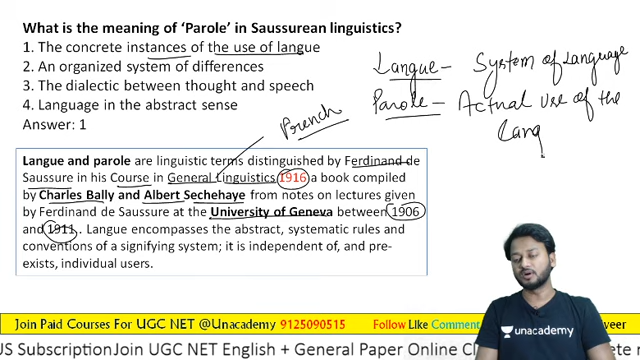 What is the meaning of 'Parole' in Saussurean linguistics?
1. The concrete instances of the use of langue
2. An organized system of differences
3. The dialectic between thought and speech
4. Language in the abstract sense
Answer: 1
Langue – System of Language
Parole – Actual Use of the
Lang
French
Langue and parole are linguistic terms distinguished by Ferdinand de
Saussure in his Course in General Linguistics 1916 a book compiled
by Charles Bally and Albert Sechehaye from notes on lectures given
by Ferdinand de Saussure at the University of Geneva between 1906
and 1911. Langue encompasses the abstract, systematic rules and
conventions of a signifying system; it is independent of, and pre-
exists, individual users.
unacademy
Join Paid Courses For UGC NET @Unacademy 9125090515 Follow Like Comment veer
US SubscriptionJoin UGC NET English + General Paper Online